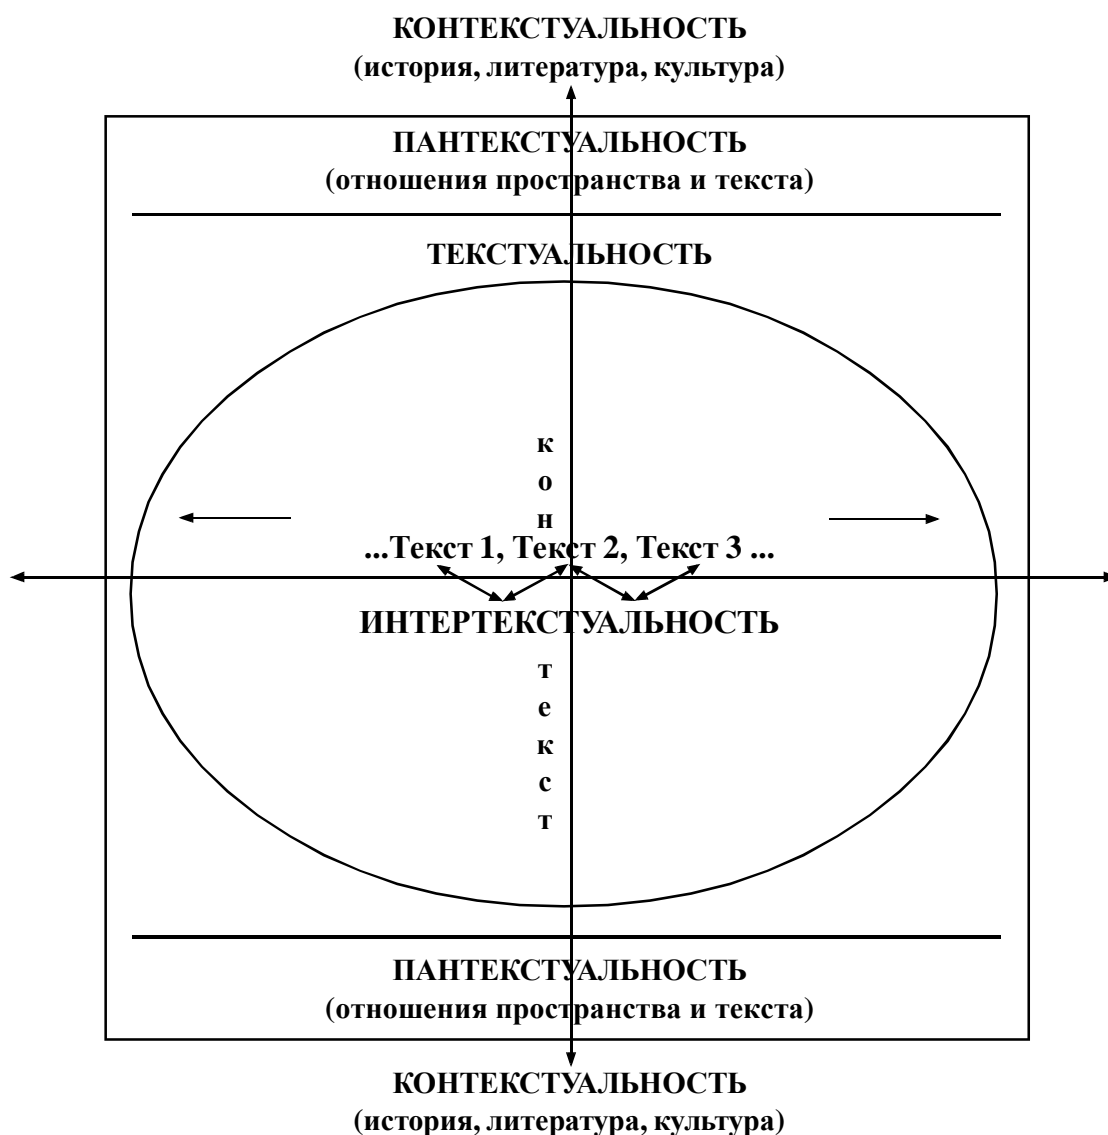 КОНТЕКСТУАЛЬНОСТЬ
(история, литература, культура)
ПАНТЕКСТУАЛЬНОСТЬ
(отношения пространства и текста)
ТЕКСТУАЛЬНОСТЬ
к
о
н
...Текст 1, Текст 2, Текст 3 ...
ИНТЕРТЕКСТУАЛЬНОСТЬ
т
е
к
с
т
ПАНТЕКСТУАЛЬНОСТЬ
(отношения пространства и текста)
КОНТЕКСТУАЛЬНОСТЬ
(история, литература, культура)